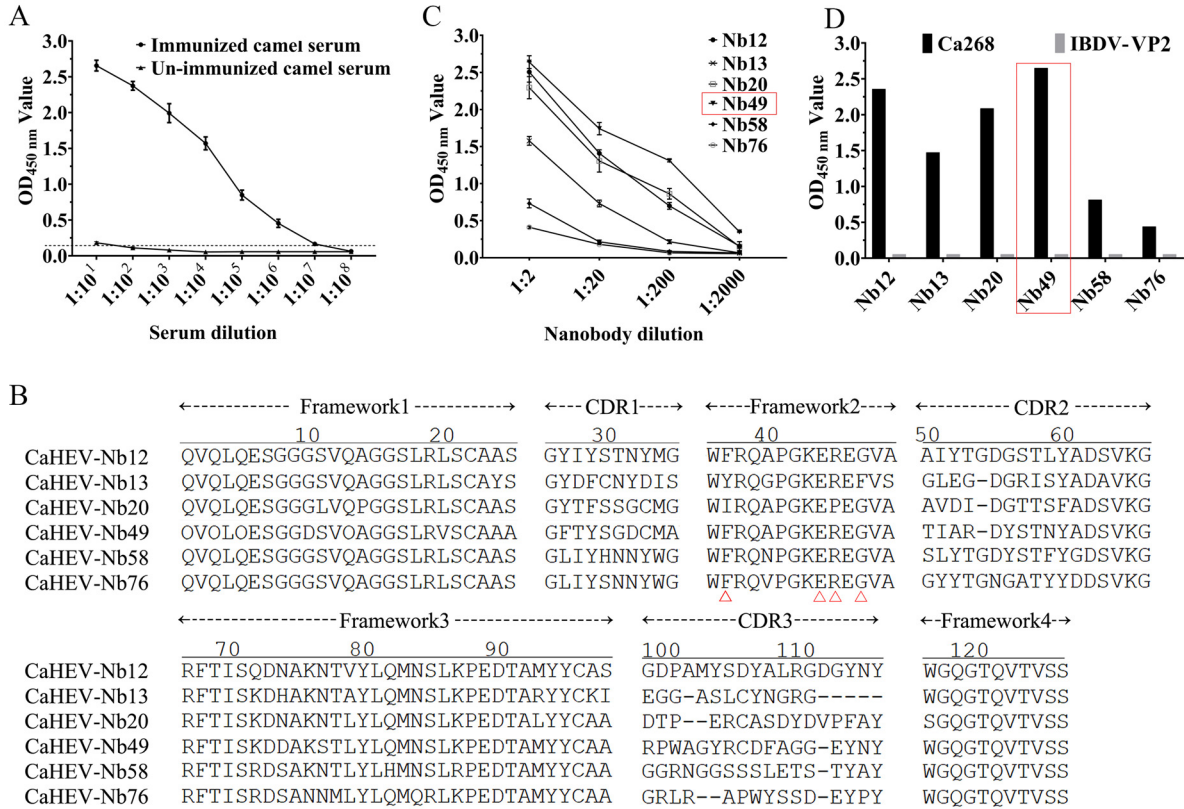 A
OD450 nm Value
3.0
2.5
2.0
1.5
1.0
0.5
0.0
Immunized camel serum
Un-immunized camel serum
1:10^1
1:10^2
1:10^3
1:10^4
1:10^5
1:10^6
1:10^7
1:10^8
Serum dilution
C
OD450 nm Value
3.0
2.5
2.0
1.5
1.0
0.5
0.0
Nb12
Nb13
Nb20
Nb49
Nb58
Nb76
1:2
1:20
1:200
1:2000
Nanobody dilution
D
Ca268 IBDV-VP2
OD450 nm Value
3.0
2.5
2.0
1.5
1.0
0.5
0.0
Nb12
Nb13
Nb20
Nb49
Nb58
Nb76
B
Framework1 CDR1 Framework2 CDR2
10 20 30 40 50 60
CaHEV-Nb12 QVQLQESGGGSVQAGGSLRLSCAAS GYIYSTNYMG WFRQAPGKEREGVA AIYTGDGSTLYADSVKG
CaHEV-Nb13 QVQLQESGGGSVQAGGSLRLSCAYS GYDFCNYDIS WYRQGPGKEREFVS GLEG-DGRISYADAVKG
CaHEV-Nb20 QVQLQESGGGLVQPGGSLRLSCAAS GYTFSSGCMG WIRQAPGKEPEGVA AVDI-DGTTSFADSVKG
CaHEV-Nb49 OVOLOESGGDSVQAGGSLRVSCAAA GFTYSGDCMA WFRQAPGKEREGVA TIAR-DYSTNYADSVKG
CaHEV-Nb58 QVQLQESGGGSVQAGGSLRLSCAAS GLIYHNNYWG WFRQNPGKEREGVA SLYTGDYSTFYGDSVKG
CaHEV-Nb76 QVQLQESGGGSVQAGGSLRLSCAAS GLIYSNNYWG WFRQVPGKEREGVA GYYTGNGATYYDDSVKG
Framework3 CDR3 Framework4
70 80 90 100 110 120
CaHEV-Nb12 RFTISQDNAKNTVYLQMNSLKPEDTAMYYCAS GDPAMYSDYALRGDGYNY WGQGTQVTVSS
CaHEV-Nb13 RFTISKDHAKNTAYLQMNSLKPEDTARYYCKI EGG-ASLCYNGRG----- WGQGTQVTVSS
CaHEV-Nb20 RFTISKDNAKNTLYLQMNSLKPEDTALYYCAA DTP--ERCASDYDVPFAY SGQGTQVTVSS
CaHEV-Nb49 RFTISKDDAKSTLYLQMNSLKPEDTAMYYCAA RPWAGYRCDFAGG-EYNY WGQGTQVTVSS
CaHEV-Nb58 RFTISRDSAKNTLYLHMNSLRPEDTAMYYCAA GGRNGGSSSLETS-TYAY WGQGTQVTVSS
CaHEV-Nb76 RFTISRDSANNMLYLQMQRLKPEDTAMYYCAA GRLR--APWYSSD-EYPY WGQGTQVTVSS